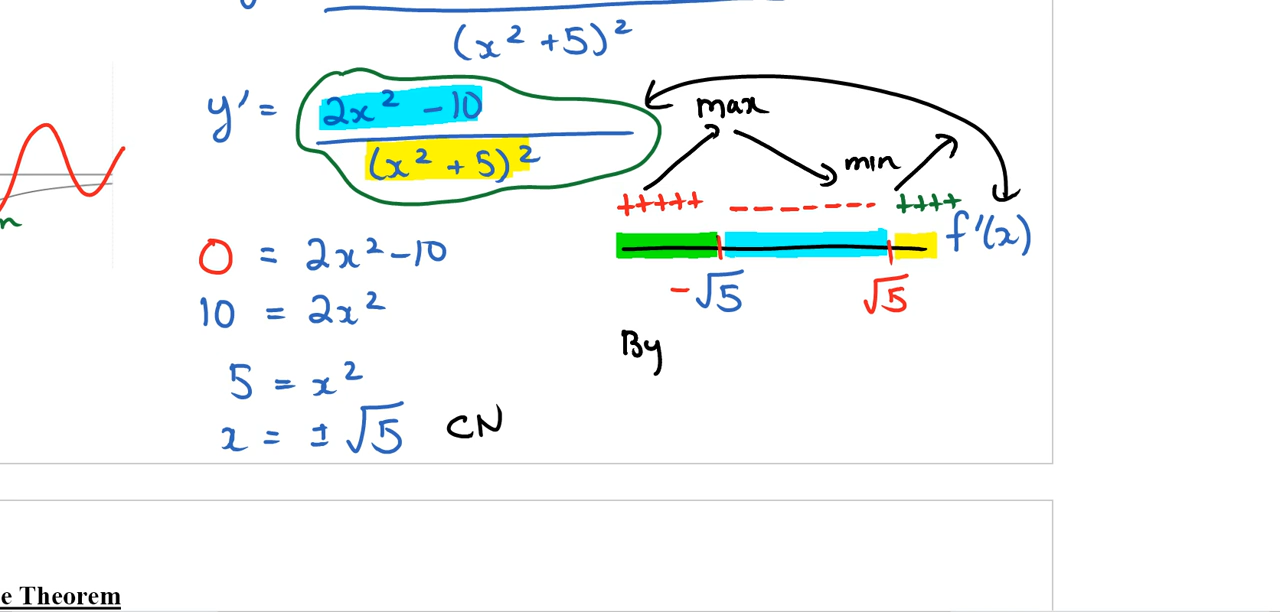 (x² + 5)²
y' = 2x² - 10
(x² + 5)²
max
min
+++++ --------- ++++
f'(x)
-√5 √5
0 = 2x² - 10
10 = 2x²
5 = x²
x = ± √5 CN
By
e Theorem